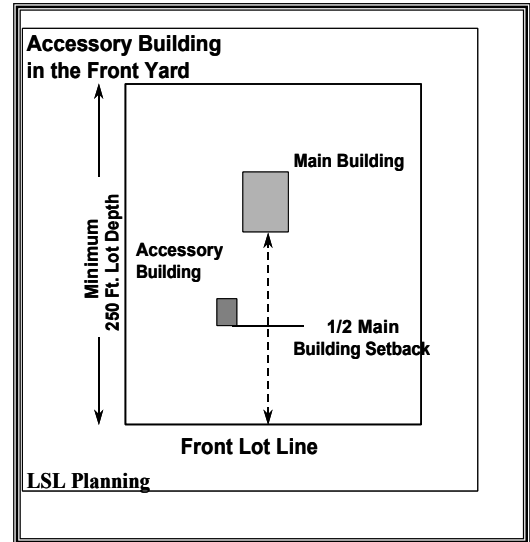 Accessory Building
in the Front Yard
Main Building
Minimum
250 Ft. Lot Depth
Accessory
Building
1/2 Main
Building Setback
Front Lot Line
LSL Planning